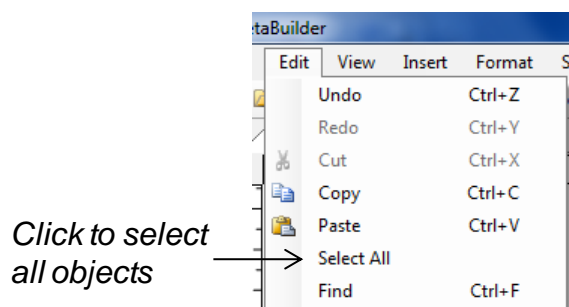 taBuilder
Edit View Insert Format S
Undo Ctrl+Z
Redo Ctrl+Y
Cut Ctrl+X
Copy Ctrl+C
Paste Ctrl+V
Select All
Find Ctrl+F
Click to select
all objects